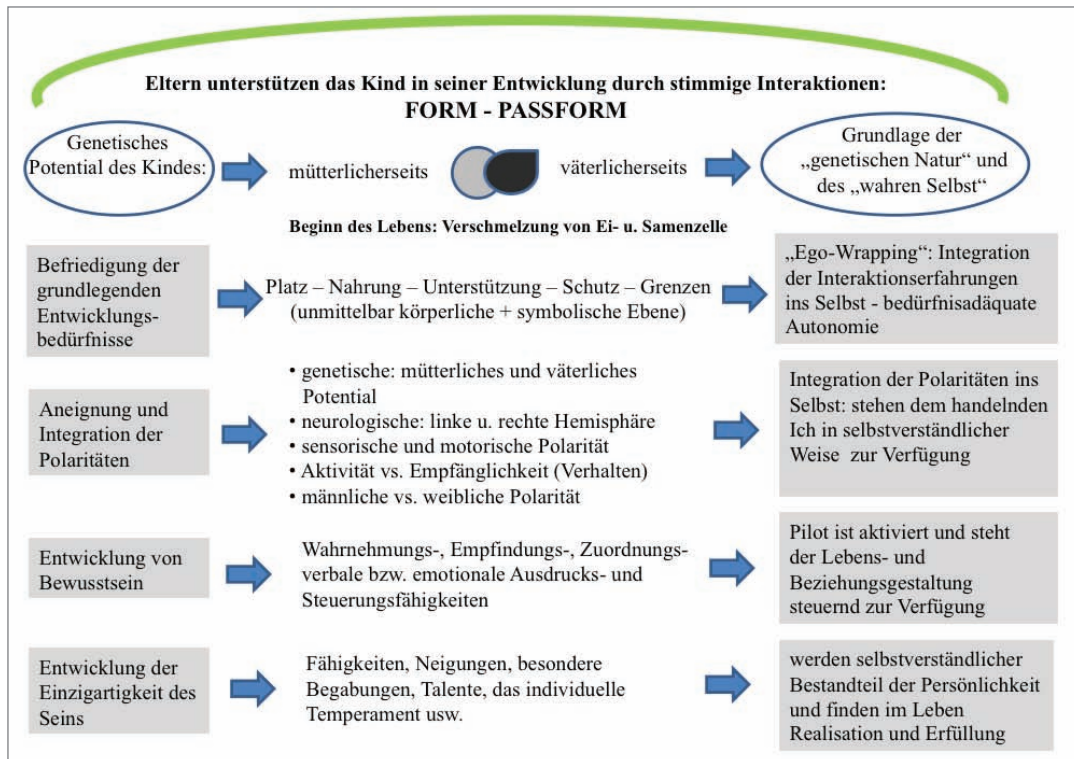 Eltern unterstützen das Kind in seiner Entwicklung durch stimmige Interaktionen:
FORM - PASSFORM
Genetisches
Potential des Kindes:
mütterlicherseits
väterlicherseits
Grundlage der
„genetischen Natur“ und
des „wahren Selbst“
Beginn des Lebens: Verschmelzung von Ei- u. Samenzelle
Befriedigung der
grundlegenden
Entwicklungs-
bedürfnisse
Platz – Nahrung – Unterstützung – Schutz – Grenzen
(unmittelbar körperliche + symbolische Ebene)
„Ego-Wrapping“: Integration
der Interaktionserfahrungen
ins Selbst - bedürfnisadäquate
Autonomie
Aneignung und
Integration der
Polaritäten
• genetische: mütterliches und väterliches
Potential
• neurologische: linke u. rechte Hemisphäre
• sensorische und motorische Polarität
• Aktivität vs. Empfänglichkeit (Verhalten)
• männliche vs. weibliche Polarität
Integration der Polaritäten ins
Selbst: stehen dem handelnden
Ich in selbstverständlicher
Weise zur Verfügung
Entwicklung von
Bewusstsein
Wahrnehmungs-, Empfindungs-, Zuordnungs-
verbale bzw. emotionale Ausdrucks- und
Steuerungsfähigkeiten
Pilot ist aktiviert und steht
der Lebens- und
Beziehungsgestaltung
steuernd zur Verfügung
Entwicklung der
Einzigartigkeit des
Seins
Fähigkeiten, Neigungen, besondere
Begabungen, Talente, das individuelle
Temperament usw.
werden selbstverständlicher
Bestandteil der Persönlichkeit
und finden im Leben
Realisation und Erfüllung